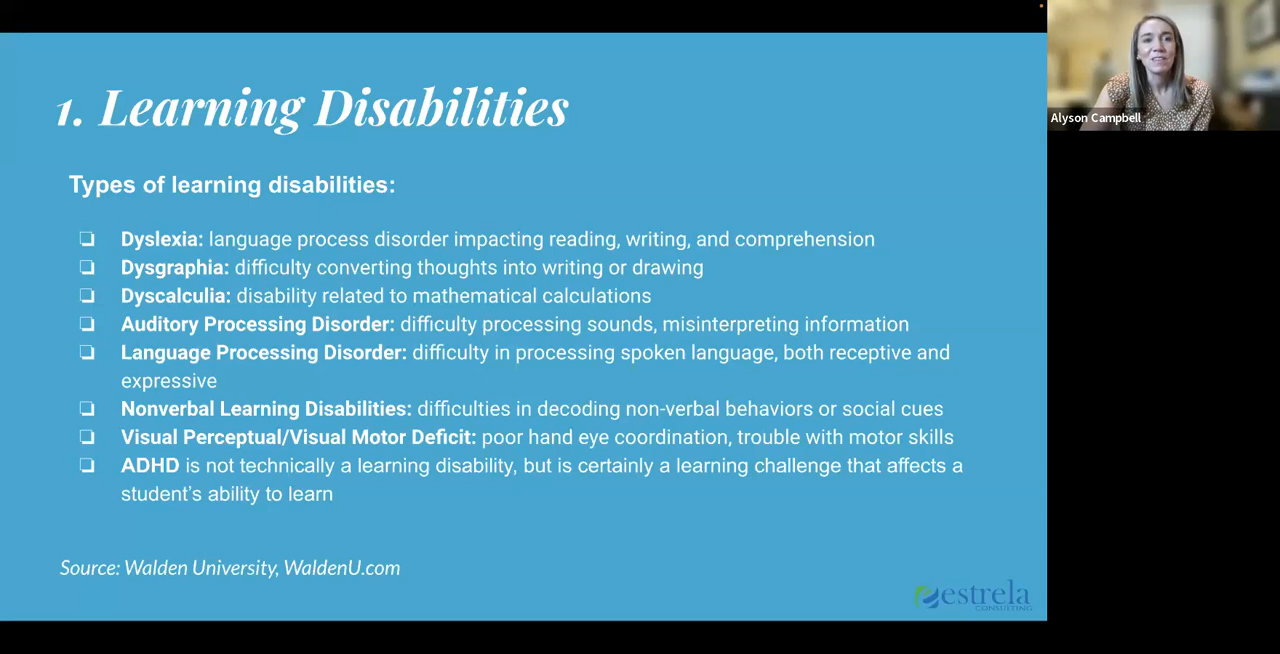 1. Learning Disabilities
Types of learning disabilities:
❏ Dyslexia: language process disorder impacting reading, writing, and comprehension
❏ Dysgraphia: difficulty converting thoughts into writing or drawing
❏ Dyscalculia: disability related to mathematical calculations
❏ Auditory Processing Disorder: difficulty processing sounds, misinterpreting information
❏ Language Processing Disorder: difficulty in processing spoken language, both receptive and
expressive
❏ Nonverbal Learning Disabilities: difficulties in decoding non-verbal behaviors or social cues
❏ Visual Perceptual/Visual Motor Deficit: poor hand eye coordination, trouble with motor skills
❏ ADHD is not technically a learning disability, but is certainly a learning challenge that affects a
student's ability to learn
Source: Walden University, WaldenU.com
estrela
CONSULTING
Alyson Campbell